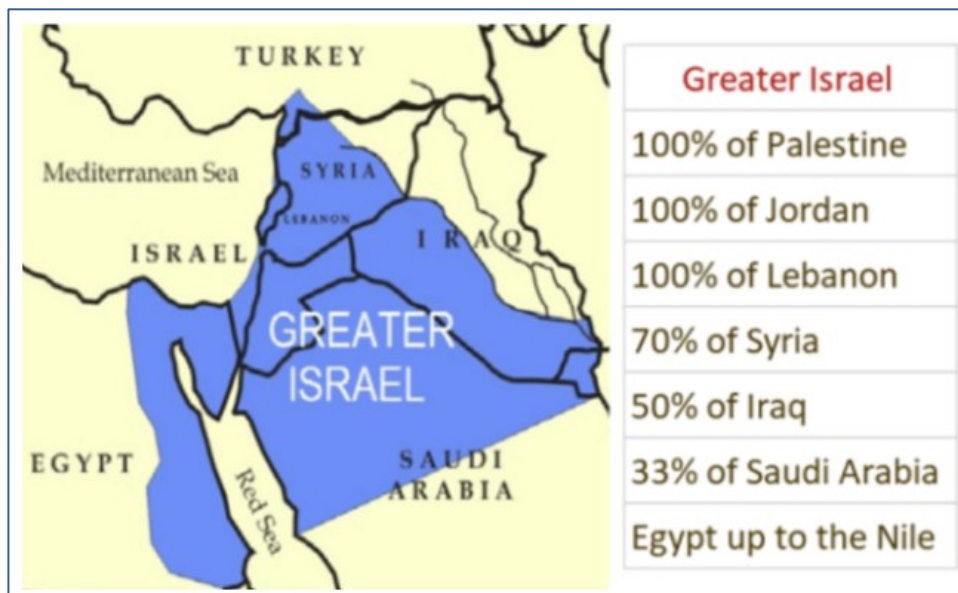 TURKEY
Mediterranean Sea
SYRIA
LEBANON
ISRAEL
IRAQ
GREATER
ISRAEL
EGYPT
Red Sea
SAUDI
ARABIA
Greater Israel
100% of Palestine
100% of Jordan
100% of Lebanon
70% of Syria
50% of Iraq
33% of Saudi Arabia
Egypt up to the Nile